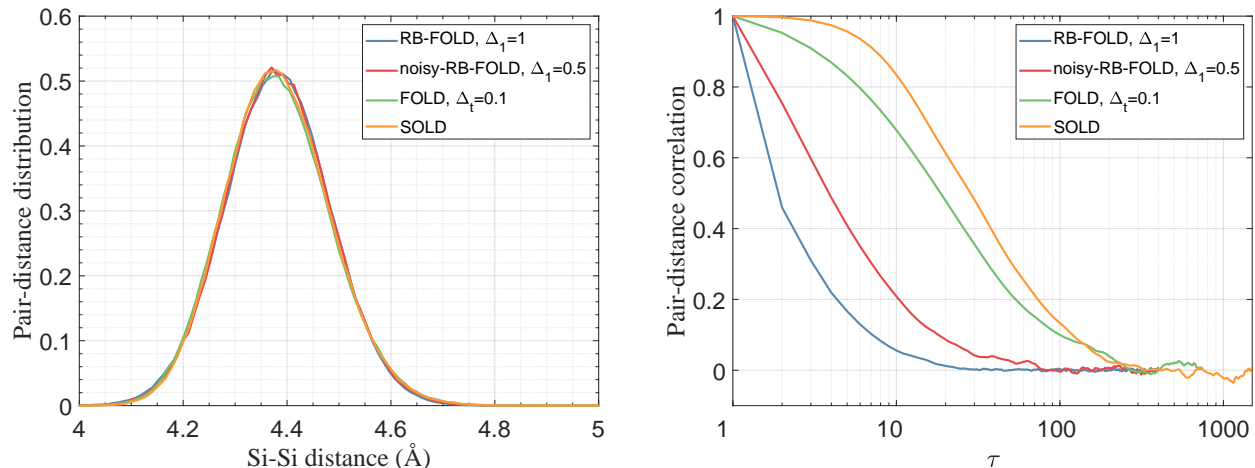 Pair-distance distribution
0.6
0.5
0.4
0.3
0.2
0.1
0
4
4.2
4.4
4.6
4.8
5
Si-Si distance (Å)
RB-FOLD, Δ₁=1
noisy-RB-FOLD, Δ₁=0.5
FOLD, Δₜ=0.1
SOLD
Pair-distance correlation
1
0.8
0.6
0.4
0.2
0
1
10
100
1000
τ
RB-FOLD, Δ₁=1
noisy-RB-FOLD, Δ₁=0.5
FOLD, Δₜ=0.1
SOLD